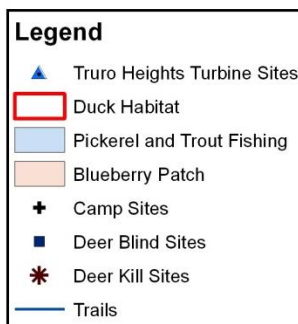 Legend
Truro Heights Turbine Sites
Duck Habitat
Pickerel and Trout Fishing
Blueberry Patch
Camp Sites
Deer Blind Sites
Deer Kill Sites
Trails